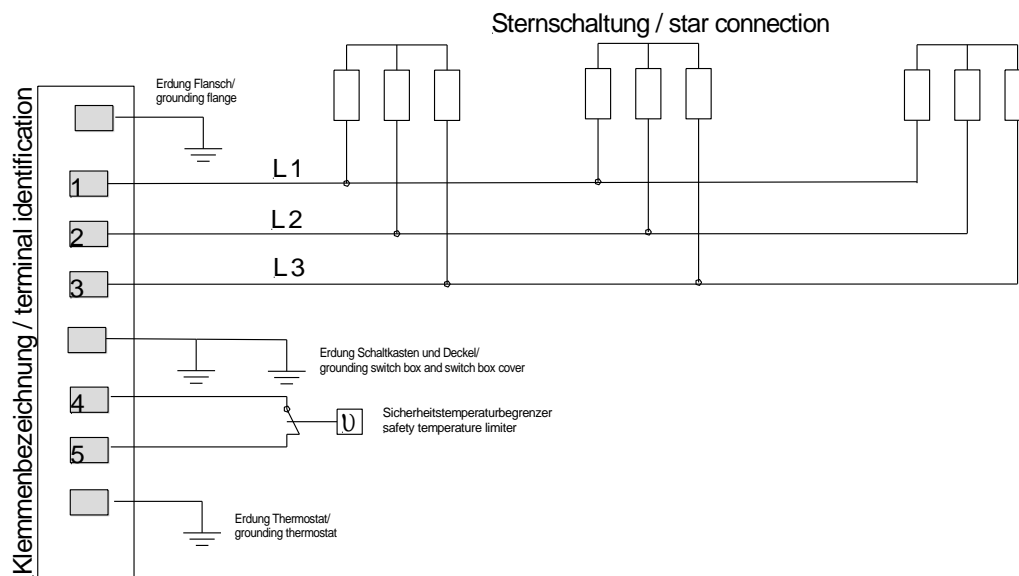 Sternschaltung / star connection
Klemmenbezeichnung / terminal identification
Erdung Flansch/
grounding flange
1
L1
2
L2
3
L3
Erdung Schaltkasten und Deckel/
grounding switch box and switch box cover
4
Sicherheitstemperaturbegrenzer
safety temperature limiter
υ
5
Erdung Thermostat/
grounding thermostat